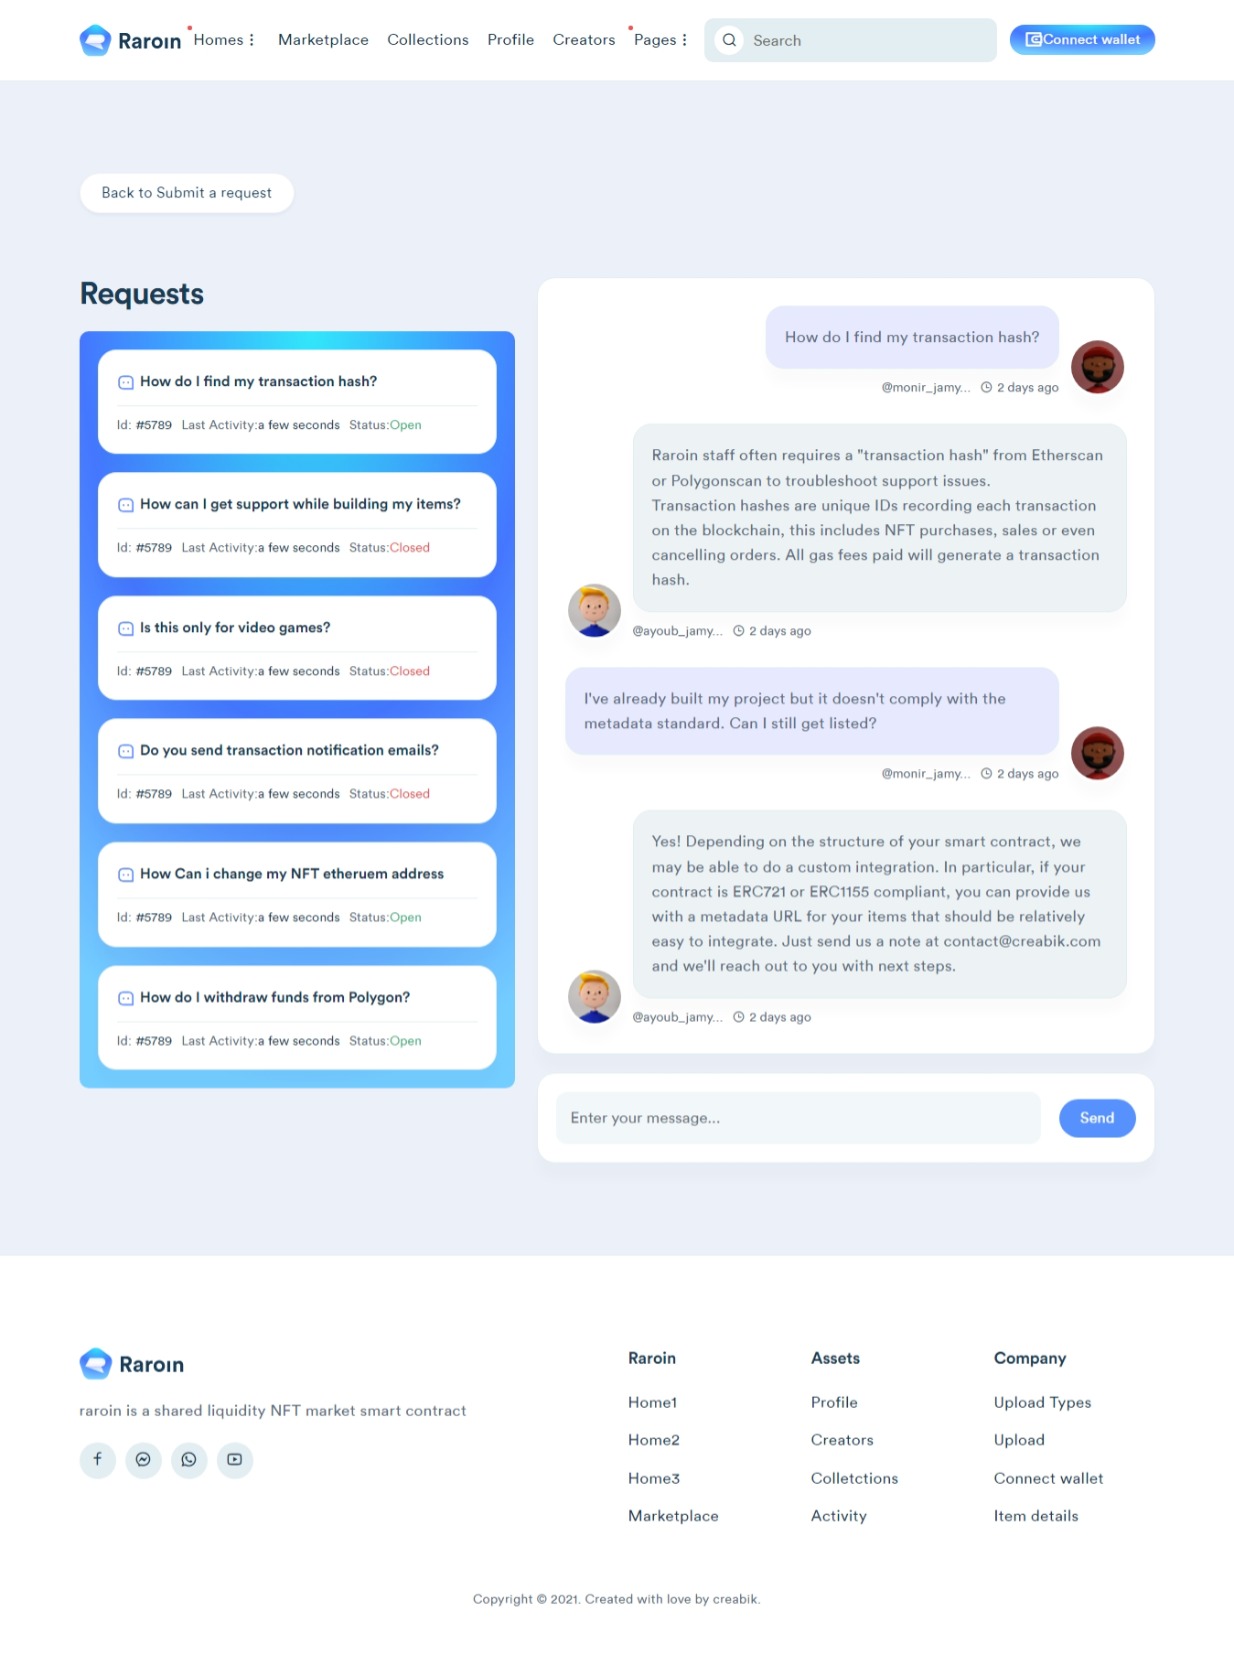 Raroin
Homes
Marketplace
Collections
Profile
Creators
Pages
Search
Connect wallet
Back to Submit a request
Requests
How do I find my transaction hash?
Id: #5789 Last Activity:a few seconds Status:Open
How can I get support while building my items?
Id: #5789 Last Activity:a few seconds Status:Closed
Is this only for video games?
Id: #5789 Last Activity:a few seconds Status:Closed
Do you send transaction notification emails?
Id: #5789 Last Activity:a few seconds Status:Closed
How Can i change my NFT etheruem address
Id: #5789 Last Activity:a few seconds Status:Open
How do I withdraw funds from Polygon?
Id: #5789 Last Activity:a few seconds Status:Open
How do I find my transaction hash?
@monir_jamy... 2 days ago
Raroin staff often requires a "transaction hash" from Etherscan
or Polygonscan to troubleshoot support issues.
Transaction hashes are unique IDs recording each transaction
on the blockchain, this includes NFT purchases, sales or even
cancelling orders. All gas fees paid will generate a transaction
hash.
@ayoub_jamy... 2 days ago
I've already built my project but it doesn't comply with the
metadata standard. Can I still get listed?
@monir_jamy... 2 days ago
Yes! Depending on the structure of your smart contract, we
may be able to do a custom integration. In particular, if your
contract is ERC721 or ERC1155 compliant, you can provide us
with a metadata URL for your items that should be relatively
easy to integrate. Just send us a note at contact@creabik.com
and we'll reach out to you with next steps.
@ayoub_jamy... 2 days ago
Enter your message...
Send
Raroin
raroin is a shared liquidity NFT market smart contract
Raroin
Home1
Home2
Home3
Marketplace
Assets
Profile
Creators
Colletctions
Activity
Company
Upload Types
Upload
Connect wallet
Item details
Copyright © 2021. Created with love by creabik.